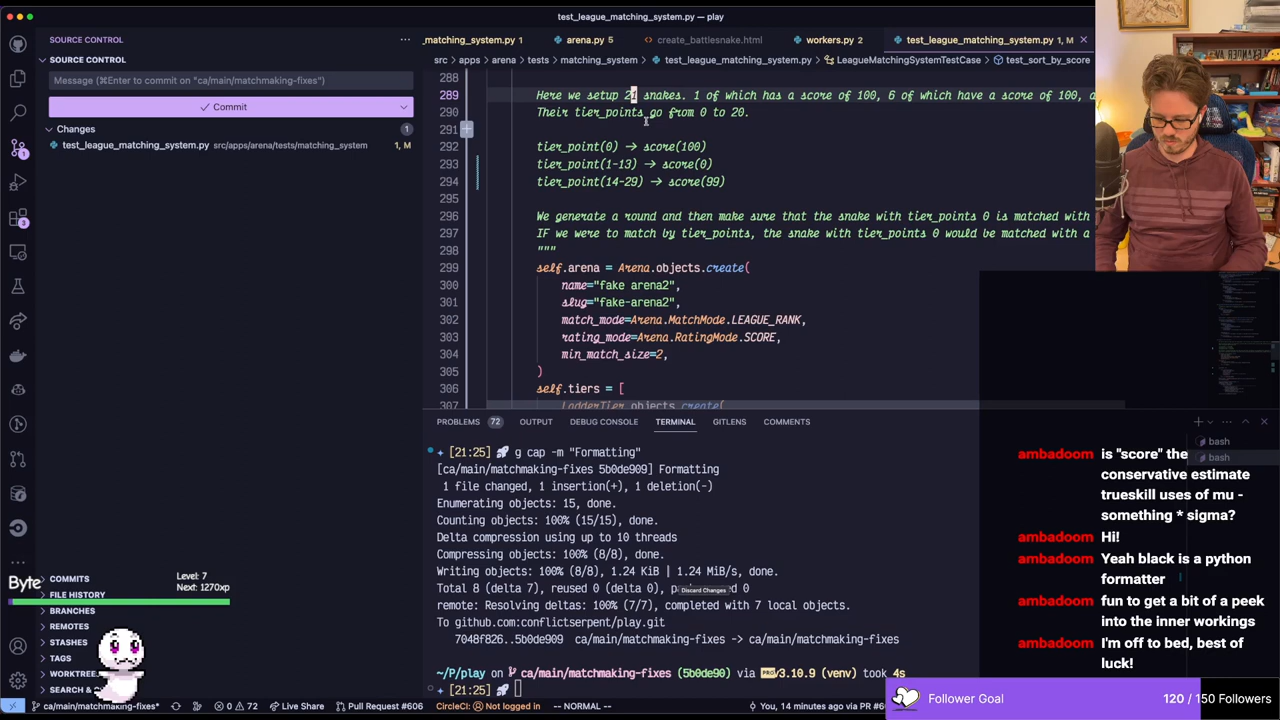 test_league_matching_system.py — play
SOURCE CONTROL
_matching_system.py 1
arena.py 5
create_battlesnake.html
workers.py 2
test_league_matching_system.py 1, M
CONTROL
src > apps > arena > tests > matching_system > test_league_matching_system.py > LeagueMatchingSystemTestCase > test_sort_by_score
Message (⌘Enter to commit on "ca/main/matchmaking-fixes")
Commit
Changes
1
test_league_matching_system.py src/apps/arena/tests/matching_system
1, M
288
289 Here we setup 21 snakes. 1 of which has a score of 100, 6 of which have a score of 100, a
290 Their tier_points go from 0 to 20.
291
292 tier_point(0) -> score(100)
293 tier_point(1-13) -> score(0)
294 tier_point(14-29) -> score(99)
295
296 We generate a round and then make sure that the snake with tier_points 0 is matched with
297 IF we were to match by tier_points, the snake with tier_points 0 would be matched with a
298 """
299 self.arena = Arena.objects.create(
300 name="fake arena2",
301 slug="fake-arena2",
302 match_mode=Arena.MatchMode.LEAGUE_RANK,
303 rating_mode=Arena.RatingMode.SCORE,
304 min_match_size=2,
305 )
306 self.tiers = [
307 LadderTier.objects.create(
PROBLEMS 72 OUTPUT DEBUG CONSOLE TERMINAL GITLENS COMMENTS
bash
bash
[21:25] g cap -m "Formatting"
[ca/main/matchmaking-fixes 5b0de909] Formatting
1 file changed, 1 insertion(+), 1 deletion(-)
Enumerating objects: 15, done.
Counting objects: 100% (15/15), done.
Delta compression using up to 10 threads
Compressing objects: 100% (8/8), done.
Writing objects: 100% (8/8), 1.24 KiB | 1.24 MiB/s, done.
Total 8 (delta 7), reused 0 (delta 0), p d 0
Discard Changes
remote: Resolving deltas: 100% (7/7), completed with 7 local objects.
To github.com:conflictserpent/play.git
7048f826..5b0de909 ca/main/matchmaking-fixes -> ca/main/matchmaking-fixes
~/P/play on ca/main/matchmaking-fixes (5b0de90) via v3.10.9 (venv) took 4s
[21:25]
ambadoom is "score" the
conservative estimate
trueskill uses of mu -
something * sigma?
ambadoom Hi!
ambadoom Yeah black is a python
formatter
ambadoom fun to get a bit of a peek
into the inner workings
ambadoom I'm off to bed, best of
luck!
Byte
Level: 7
Next: 1270xp
COMMITS
FILE HISTORY
BRANCHES
REMOTES
STASHES
TAGS
WORKTREE
SEARCH &
Follower Goal
120 / 150 Followers
ca/main/matchmaking-fixes* 0 72 Live Share Pull Request #606 CircleCI: Not logged in -- NORMAL -- You, 14 minutes ago via PR #6